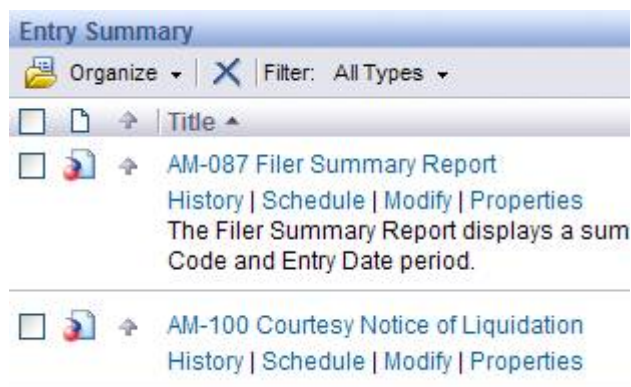 Entry Summary
Organize Filter: All Types
Title
AM-087 Filer Summary Report
History | Schedule | Modify | Properties
The Filer Summary Report displays a sum
Code and Entry Date period.
AM-100 Courtesy Notice of Liquidation
History | Schedule | Modify | Properties